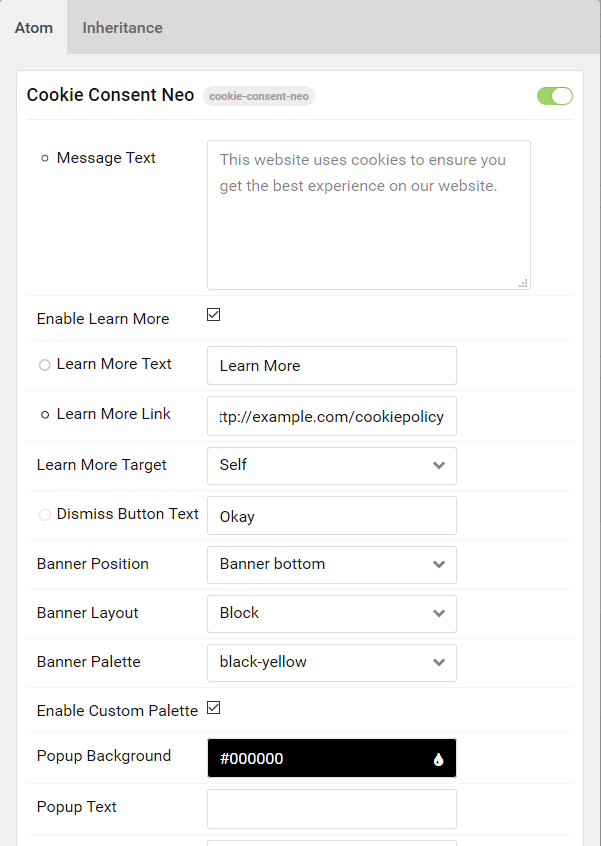 Atom Inheritance
Cookie Consent Neo cookie-consent-neo
Message Text
This website uses cookies to ensure you
get the best experience on our website.
Enable Learn More
Learn More Text Learn More
Learn More Link ttp://example.com/cookiepolicy
Learn More Target Self
Dismiss Button Text Okay
Banner Position Banner bottom
Banner Layout Block
Banner Palette black-yellow
Enable Custom Palette
Popup Background #000000
Popup Text